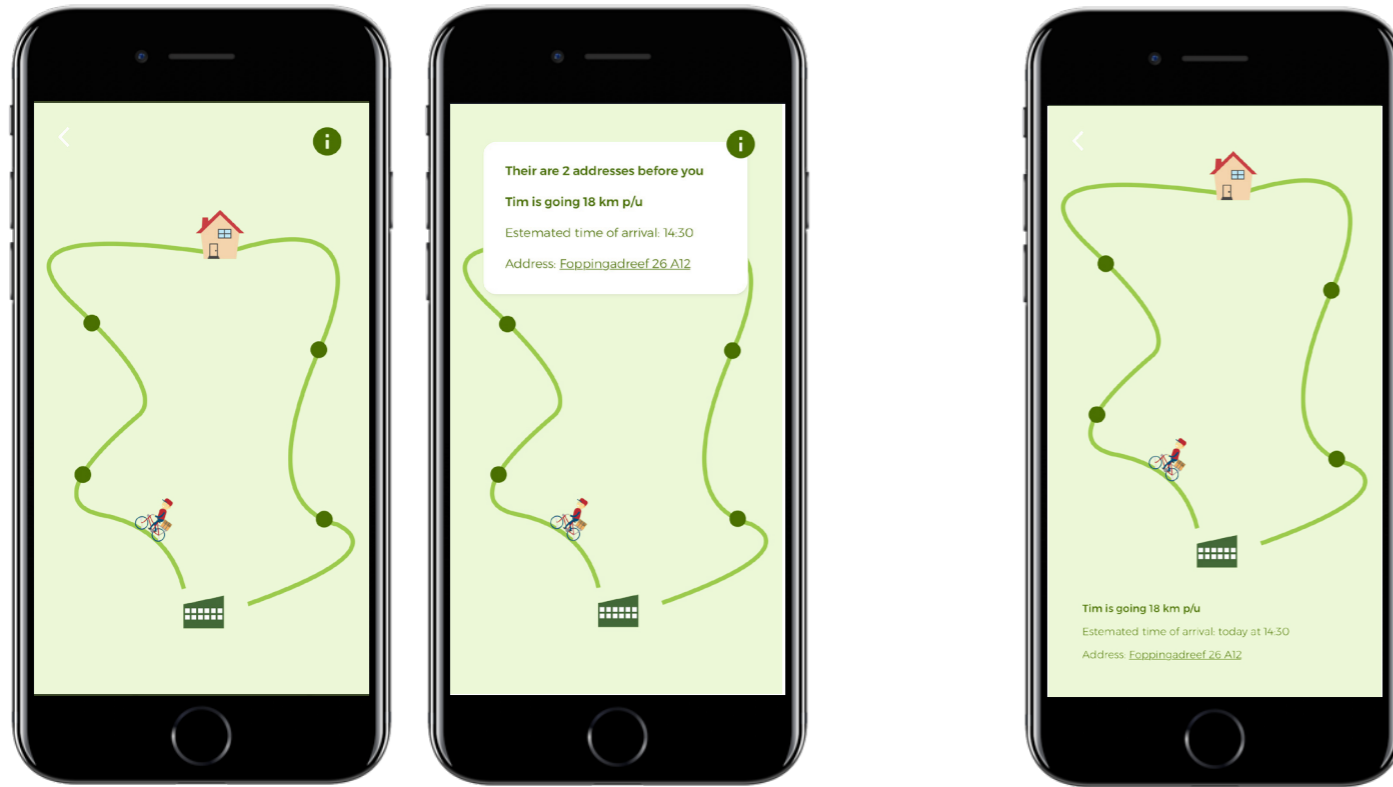 Their are 2 addresses before you
Tim is going 18 km p/u
Estemated time of arrival: 14:30
Address: Foppingadreef 26 A12
Tim is going 18 km p/u
Estemated time of arrival: today at 14:30
Address: Foppingadreef 26 A12